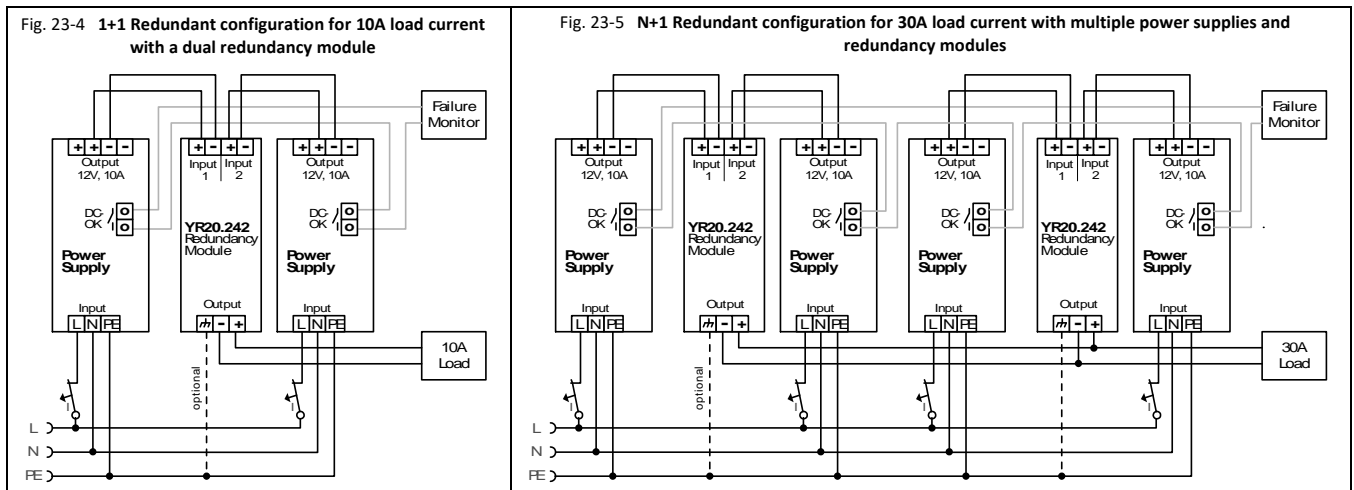 Fig. 23-4 1+1 Redundant configuration for 10A load current
with a dual redundancy module
Failure
Monitor
+ + - -
Output
12V, 10A
DC-
OK
Power
Supply
Input
L N PE
+ - + -
Input Input
1 2
YR20.242
Redundancy
Module
Output
- +
+ + - -
Output
12V, 10A
DC-
OK
Power
Supply
Input
L N PE
10A
Load
optional
I
I
L
N
PE
Fig. 23-5 N+1 Redundant configuration for 30A load current with multiple power supplies and
redundancy modules
Failure
Monitor
+ + - -
Output
12V, 10A
DC-
OK
Power
Supply
Input
L N PE
+ - + -
Input Input
1 2
YR20.242
Redundancy
Module
Output
- +
+ + - -
Output
12V, 10A
DC-
OK
Power
Supply
Input
L N PE
+ + - -
Output
12V, 10A
DC-
OK
Power
Supply
Input
L N PE
+ - + -
Input Input
1 2
YR20.242
Redundancy
Module
Output
- +
+ + - -
Output
12V, 10A
DC-
OK
Power
Supply
Input
L N PE
.
30A
Load
optional
optional
I
I
I
I
L
N
PE